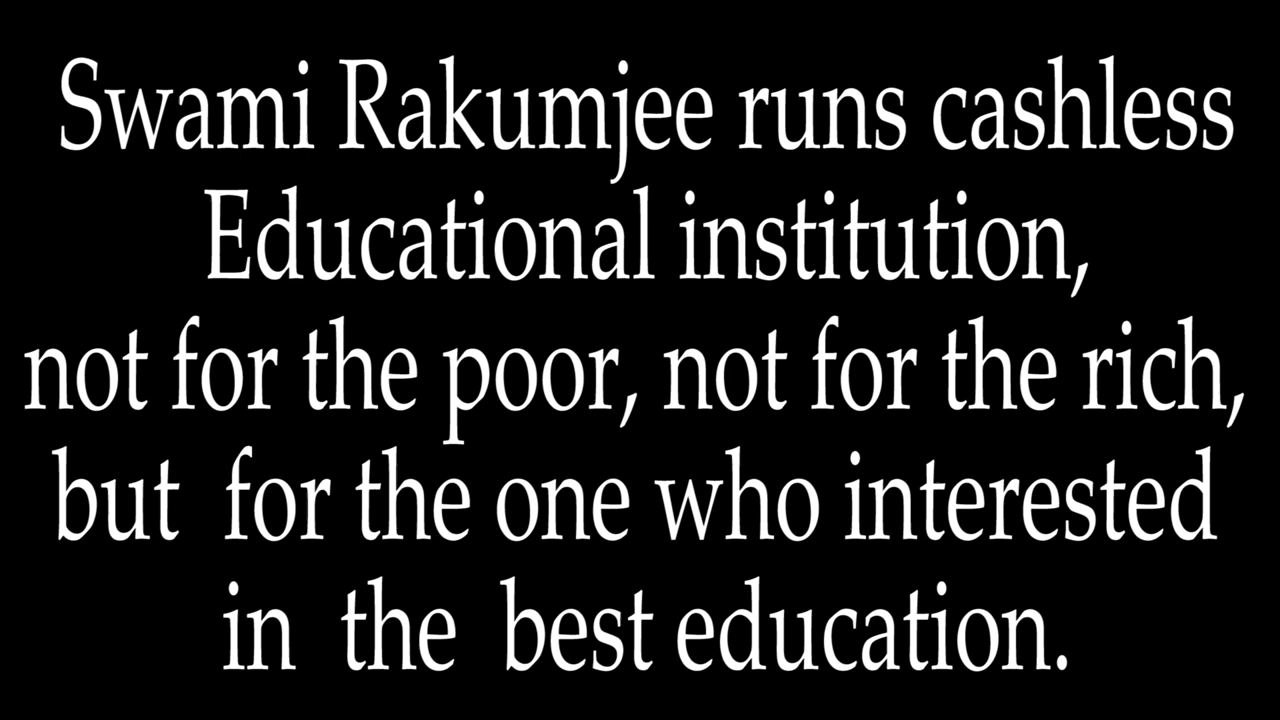 Swami Rakumjee runs cashless
Educational institution,
not for the poor, not for the rich,
but for the one who interested
in the best education.